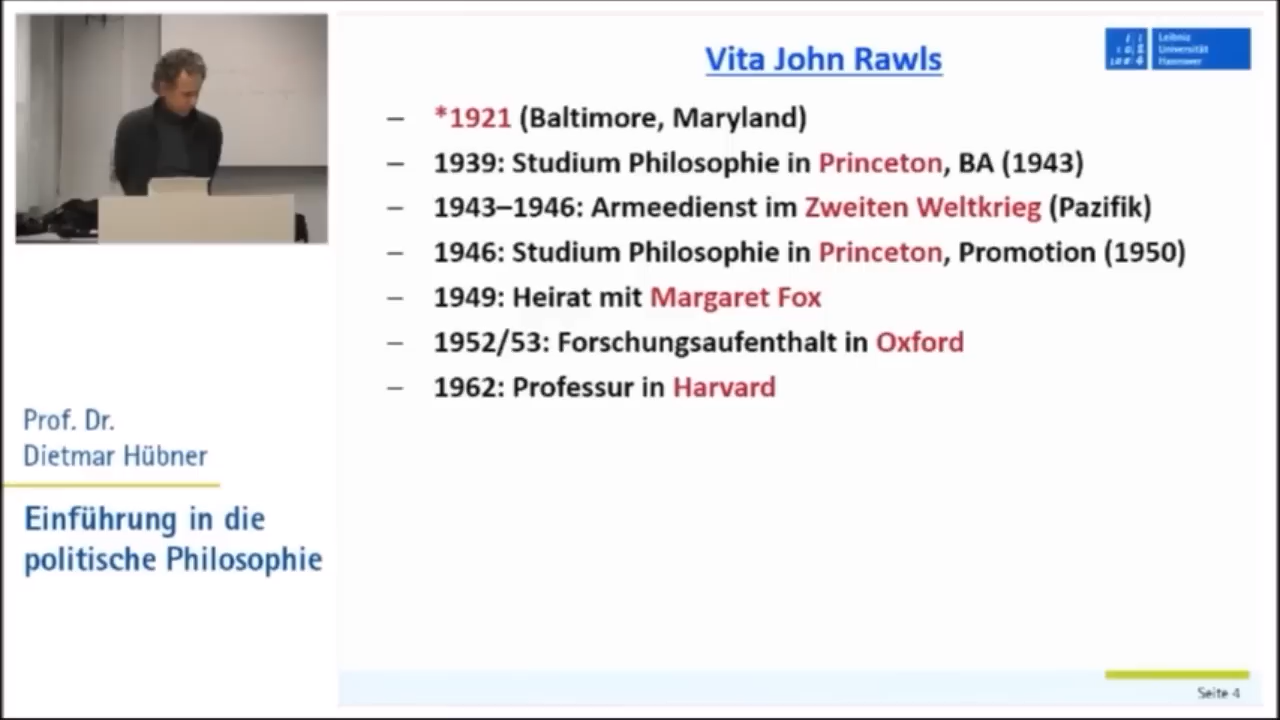 Vita John Rawls
Leibniz
Universität
Hannover
– *1921 (Baltimore, Maryland)
– 1939: Studium Philosophie in Princeton, BA (1943)
– 1943–1946: Armeedienst im Zweiten Weltkrieg (Pazifik)
– 1946: Studium Philosophie in Princeton, Promotion (1950)
– 1949: Heirat mit Margaret Fox
– 1952/53: Forschungsaufenthalt in Oxford
– 1962: Professur in Harvard
Prof. Dr.
Dietmar Hübner
Einführung in die
politische Philosophie
Seite 4